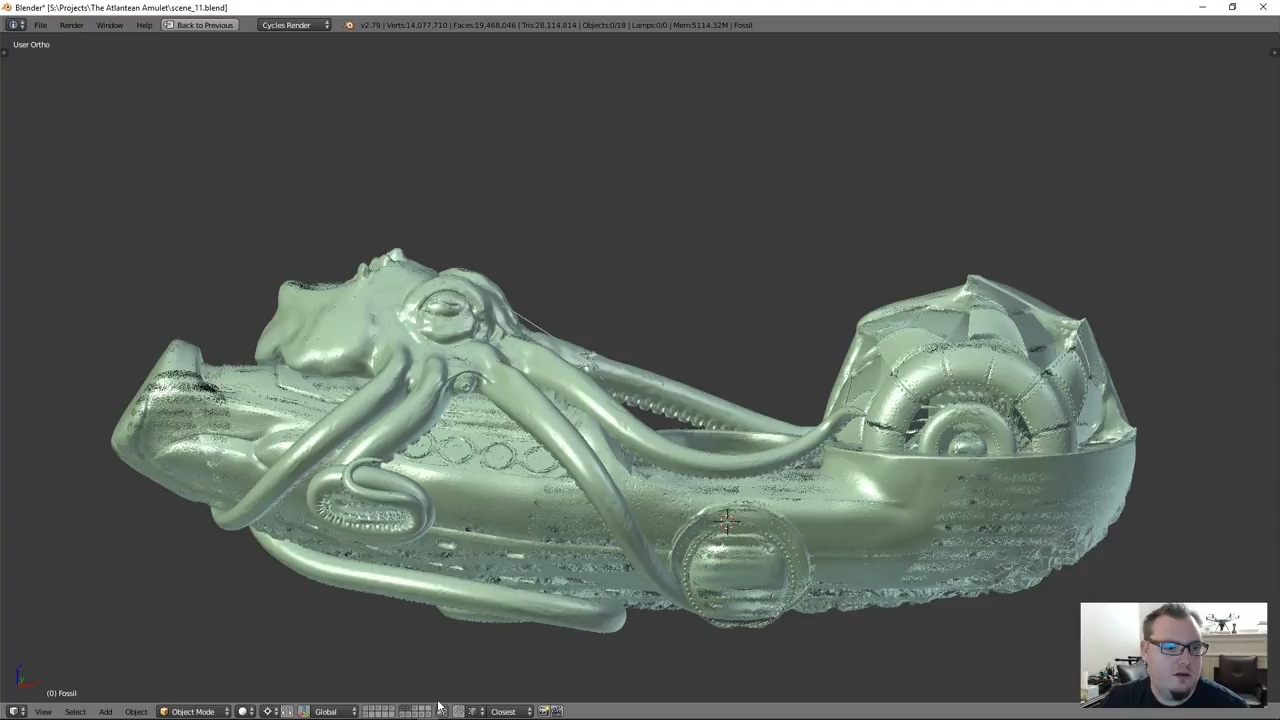 Blender* [S:\Projects\The Atlantean Amulet\scene_11.blend]
File Render Window Help Back to Previous Cycles Render v2.79 | Verts:14,077,710 | Faces:19,468,046 | Tris:28,114,814 | Objects:0/18 | Lamps:0/0 | Mem:5114.32M | Fossil
User Ortho
(0) Fossil
View Select Add Object Object Mode Global Closest